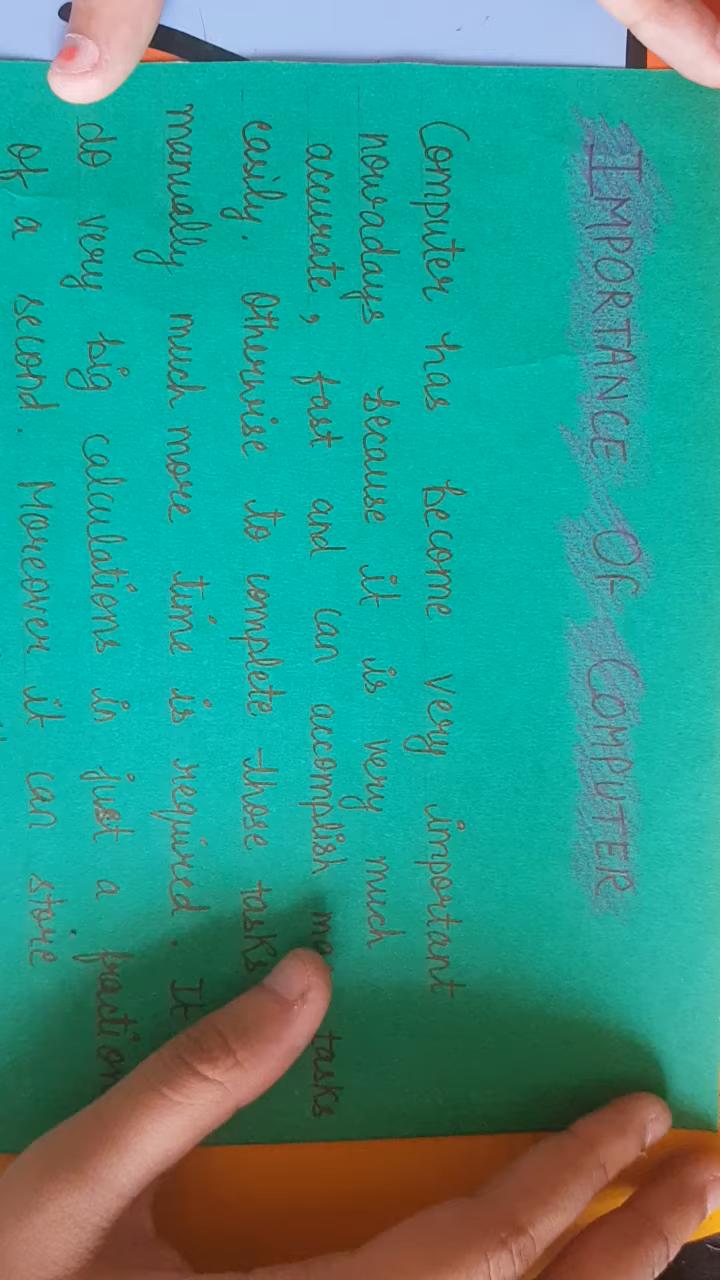 IMPORTANCE OF COMPUTER
Computer has become very important
nowadays because it is very much
accurate, fast and can accomplish tasks
easily. Otherwise to complete those tasks
manually much more time is required. It
do very big calculations in just a fraction
of a second. Moreover it can store